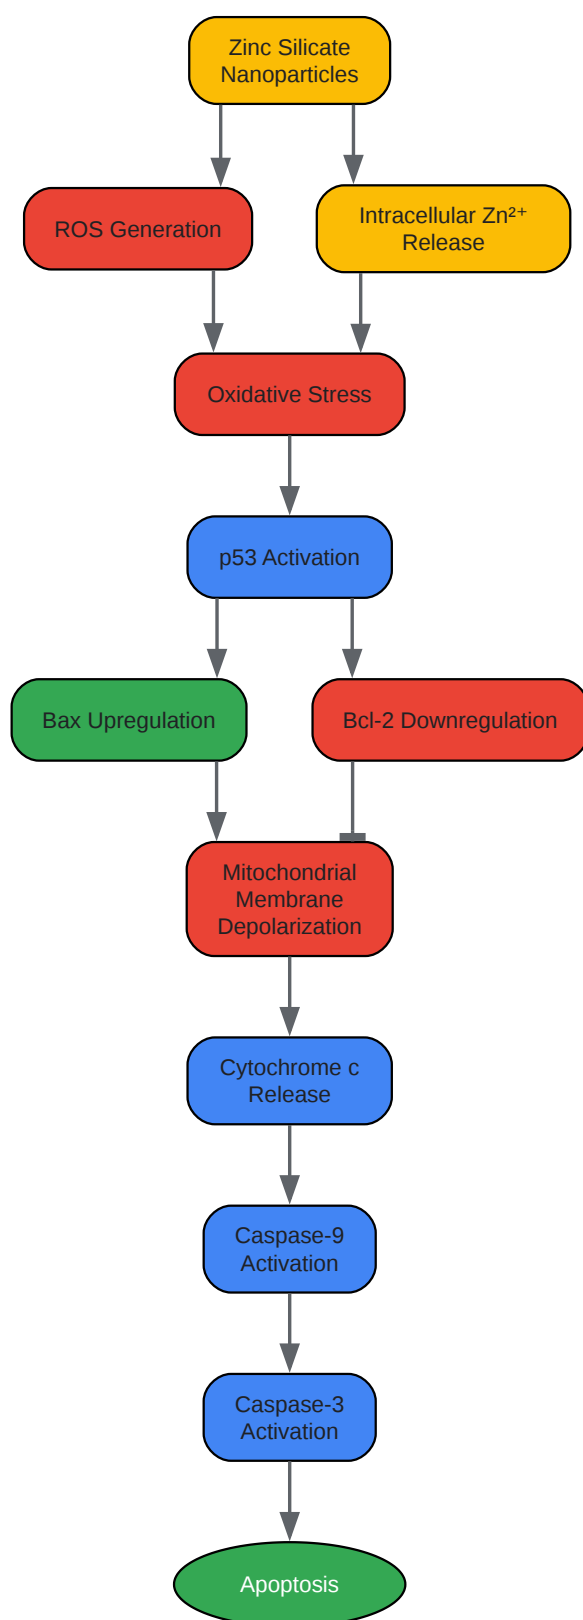 Zinc Silicate
Nanoparticles
ROS Generation
Intracellular Zn²⁺
Release
Oxidative Stress
p53 Activation
Bax Upregulation
Bcl-2 Downregulation
Mitochondrial
Membrane
Depolarization
Cytochrome c
Release
Caspase-9
Activation
Caspase-3
Activation
Apoptosis